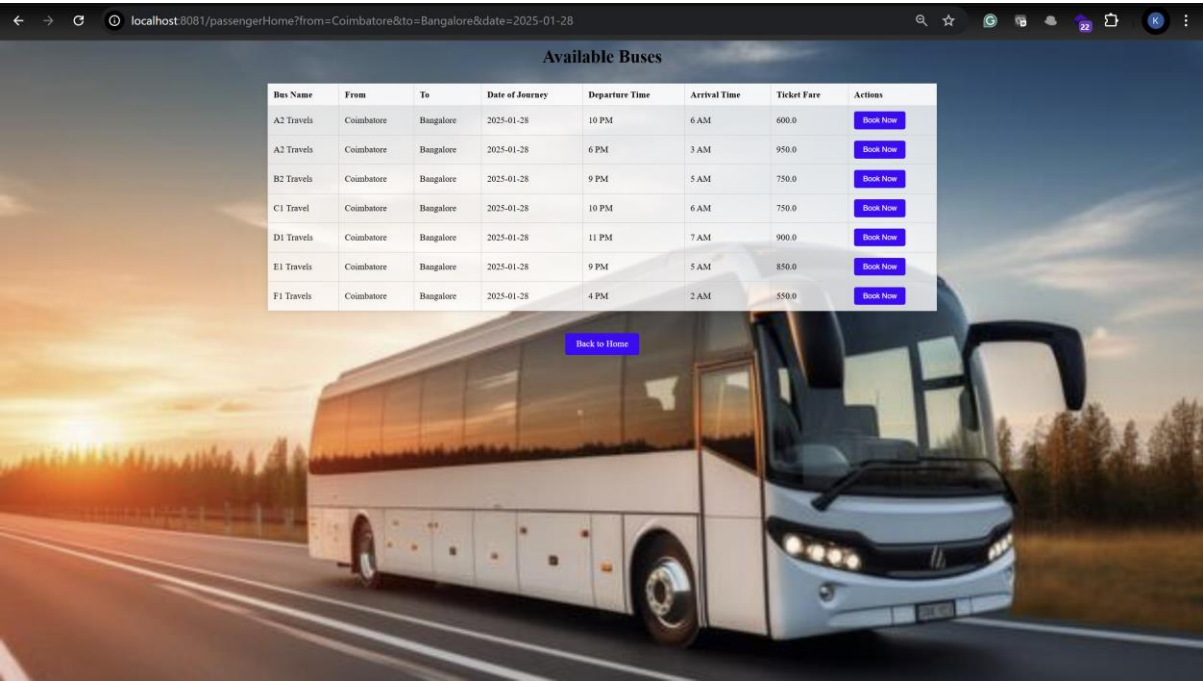 localhost:8081/passengerHome?from=Coimbatore&to=Bangalore&date=2025-01-28
22
K
Available Buses
Bus Name From To Date of Journey Departure Time Arrival Time Ticket Fare Actions
A2 Travels Coimbatore Bangalore 2025-01-28 10 PM 6 AM 600.0 Book Now
A2 Travels Coimbatore Bangalore 2025-01-28 6 PM 3 AM 950.0 Book Now
B2 Travels Coimbatore Bangalore 2025-01-28 9 PM 5 AM 750.0 Book Now
C1 Travel Coimbatore Bangalore 2025-01-28 10 PM 6 AM 750.0 Book Now
D1 Travels Coimbatore Bangalore 2025-01-28 11 PM 7 AM 900.0 Book Now
E1 Travels Coimbatore Bangalore 2025-01-28 9 PM 5 AM 850.0 Book Now
F1 Travels Coimbatore Bangalore 2025-01-28 4 PM 2 AM 550.0 Book Now
Back to Home